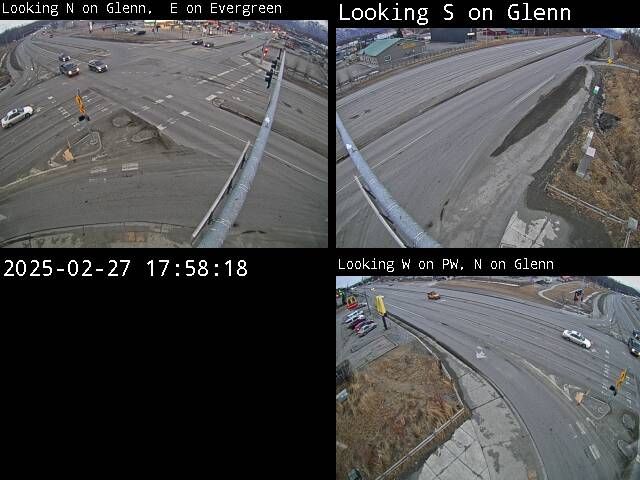 Looking N on Glenn,  E on Evergreen
Looking S on Glenn
2025-02-27 17:58:18
Looking W on PW, N on Glenn